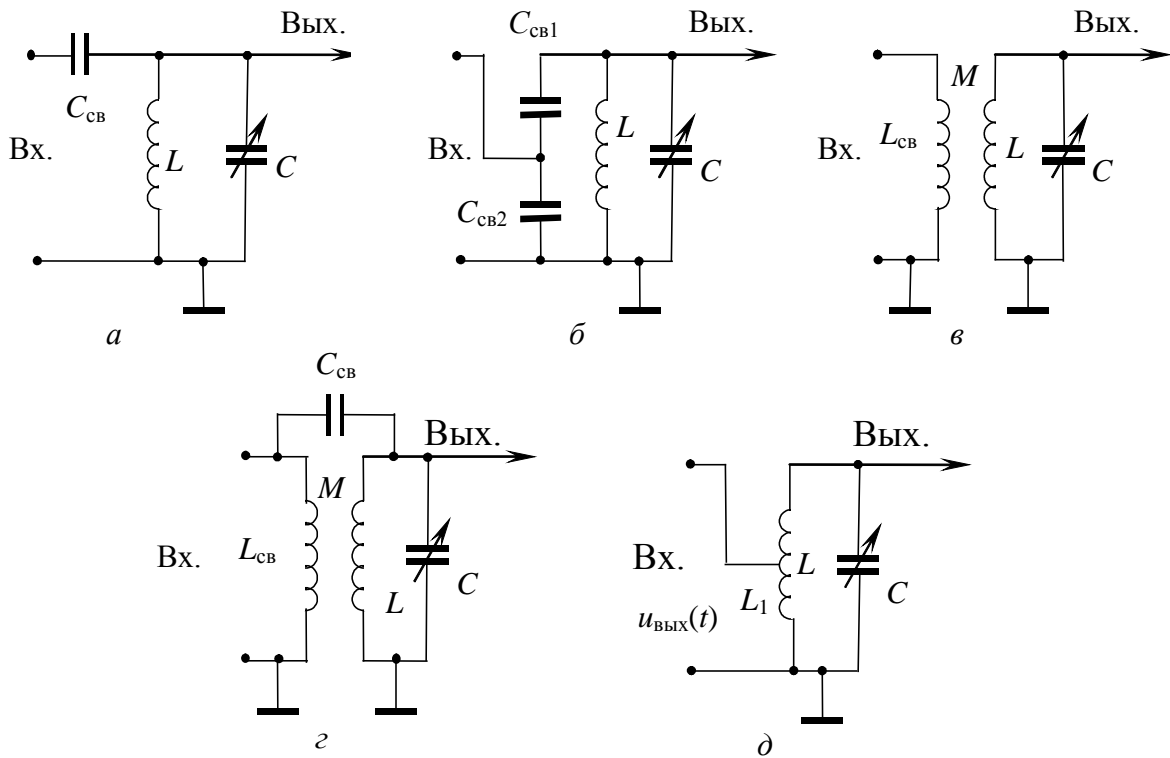 Вых.
C_св
Вх.
L
C
а
C_св1
Вых.
Вх.
L
C
C_св2
б
Вых.
M
L_св
Вх.
L
C
в
C_св
Вых.
M
L_св
Вх.
L
C
г
Вых.
Вх.
L
L_1
C
u_вых(t)
д